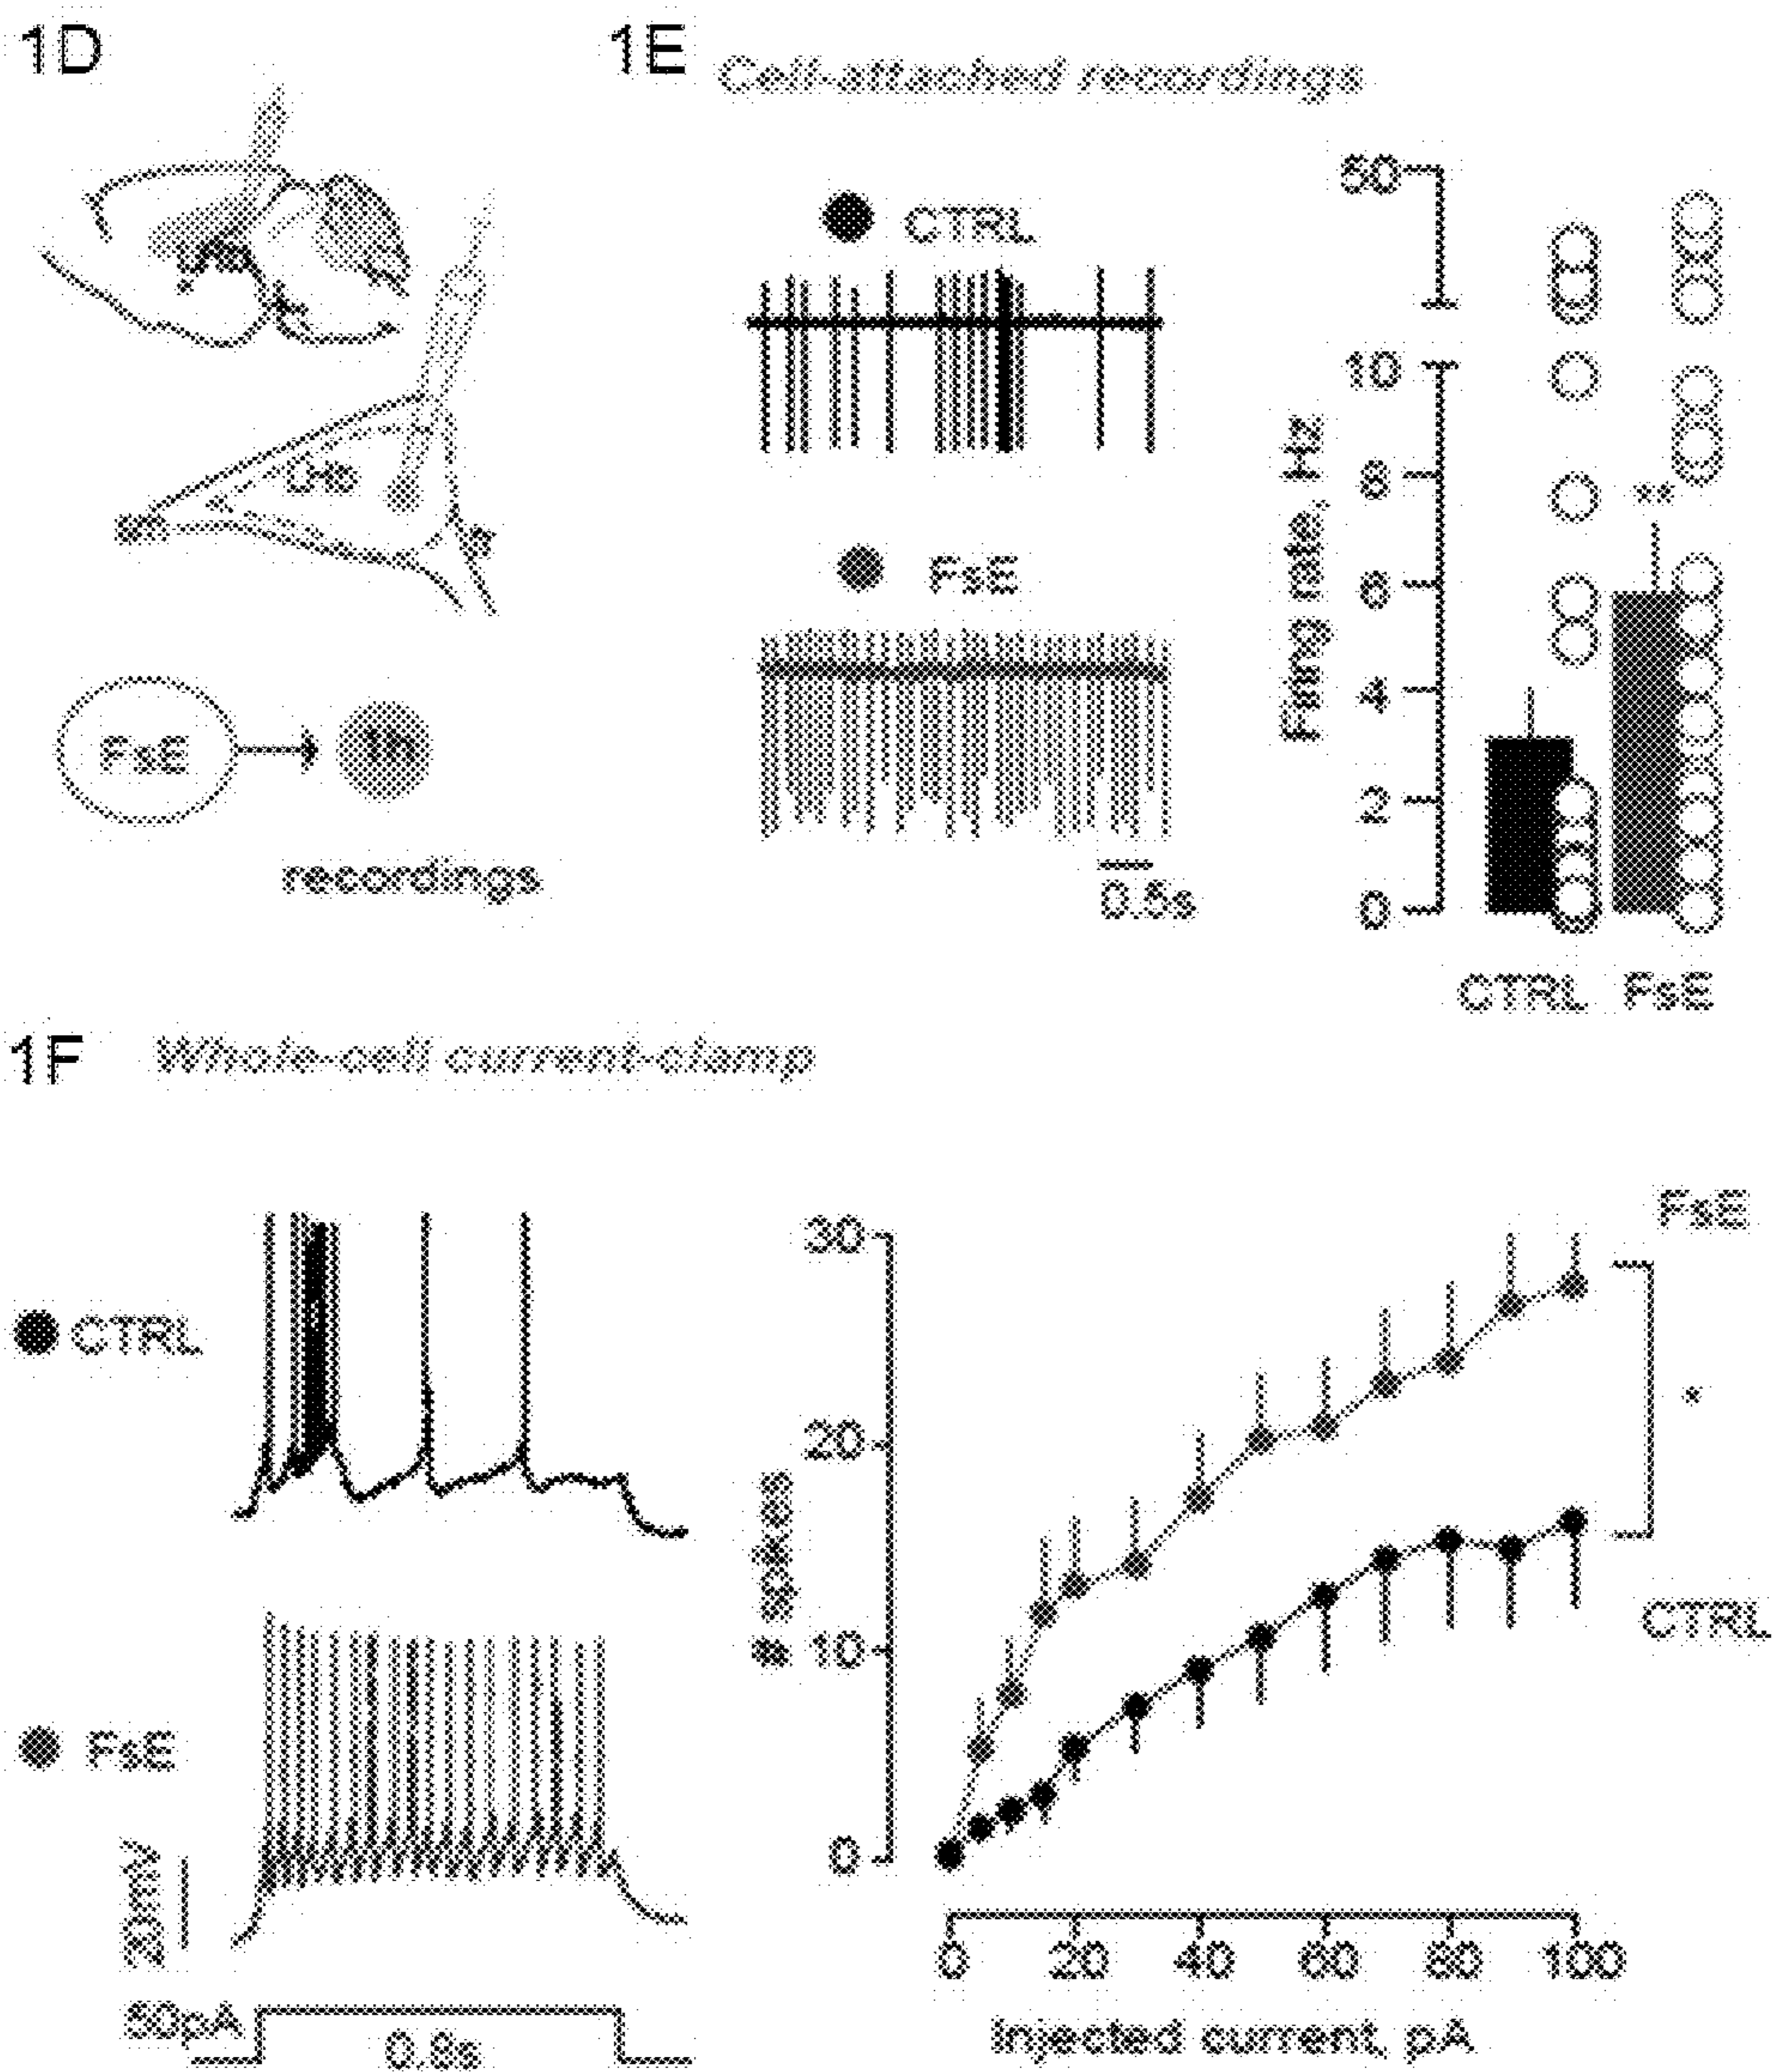 1D
LHb
FsE
1h
recordings
1E
Cell-attached recordings
CTRL
FsE
0.5s
Firing rate, Hz
50
10
8
6
4
2
0
**
CTRL
FsE
1F
Whole-cell current-clamp
CTRL
FsE
20mV
50pA
0.8s
# spikes
30
20
10
0
FsE
*
CTRL
0
20
40
60
80
100
Injected current, pA